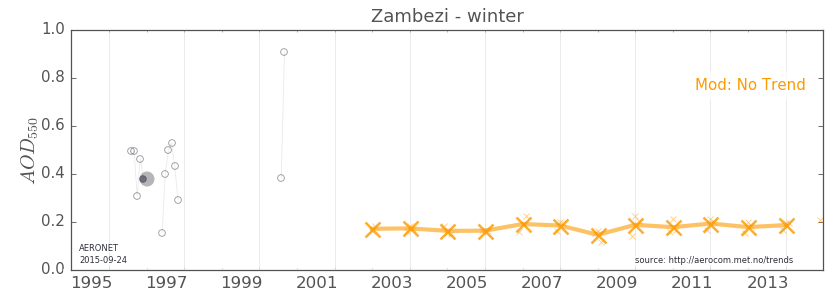 Zambezi - winter
1.0
0.8
0.6
0.4
0.2
0.0
AOD550
Mod: No Trend
AERONET
2015-09-24
source: http://aerocom.met.no/trends
1995 1997 1999 2001 2003 2005 2007 2009 2011 2013